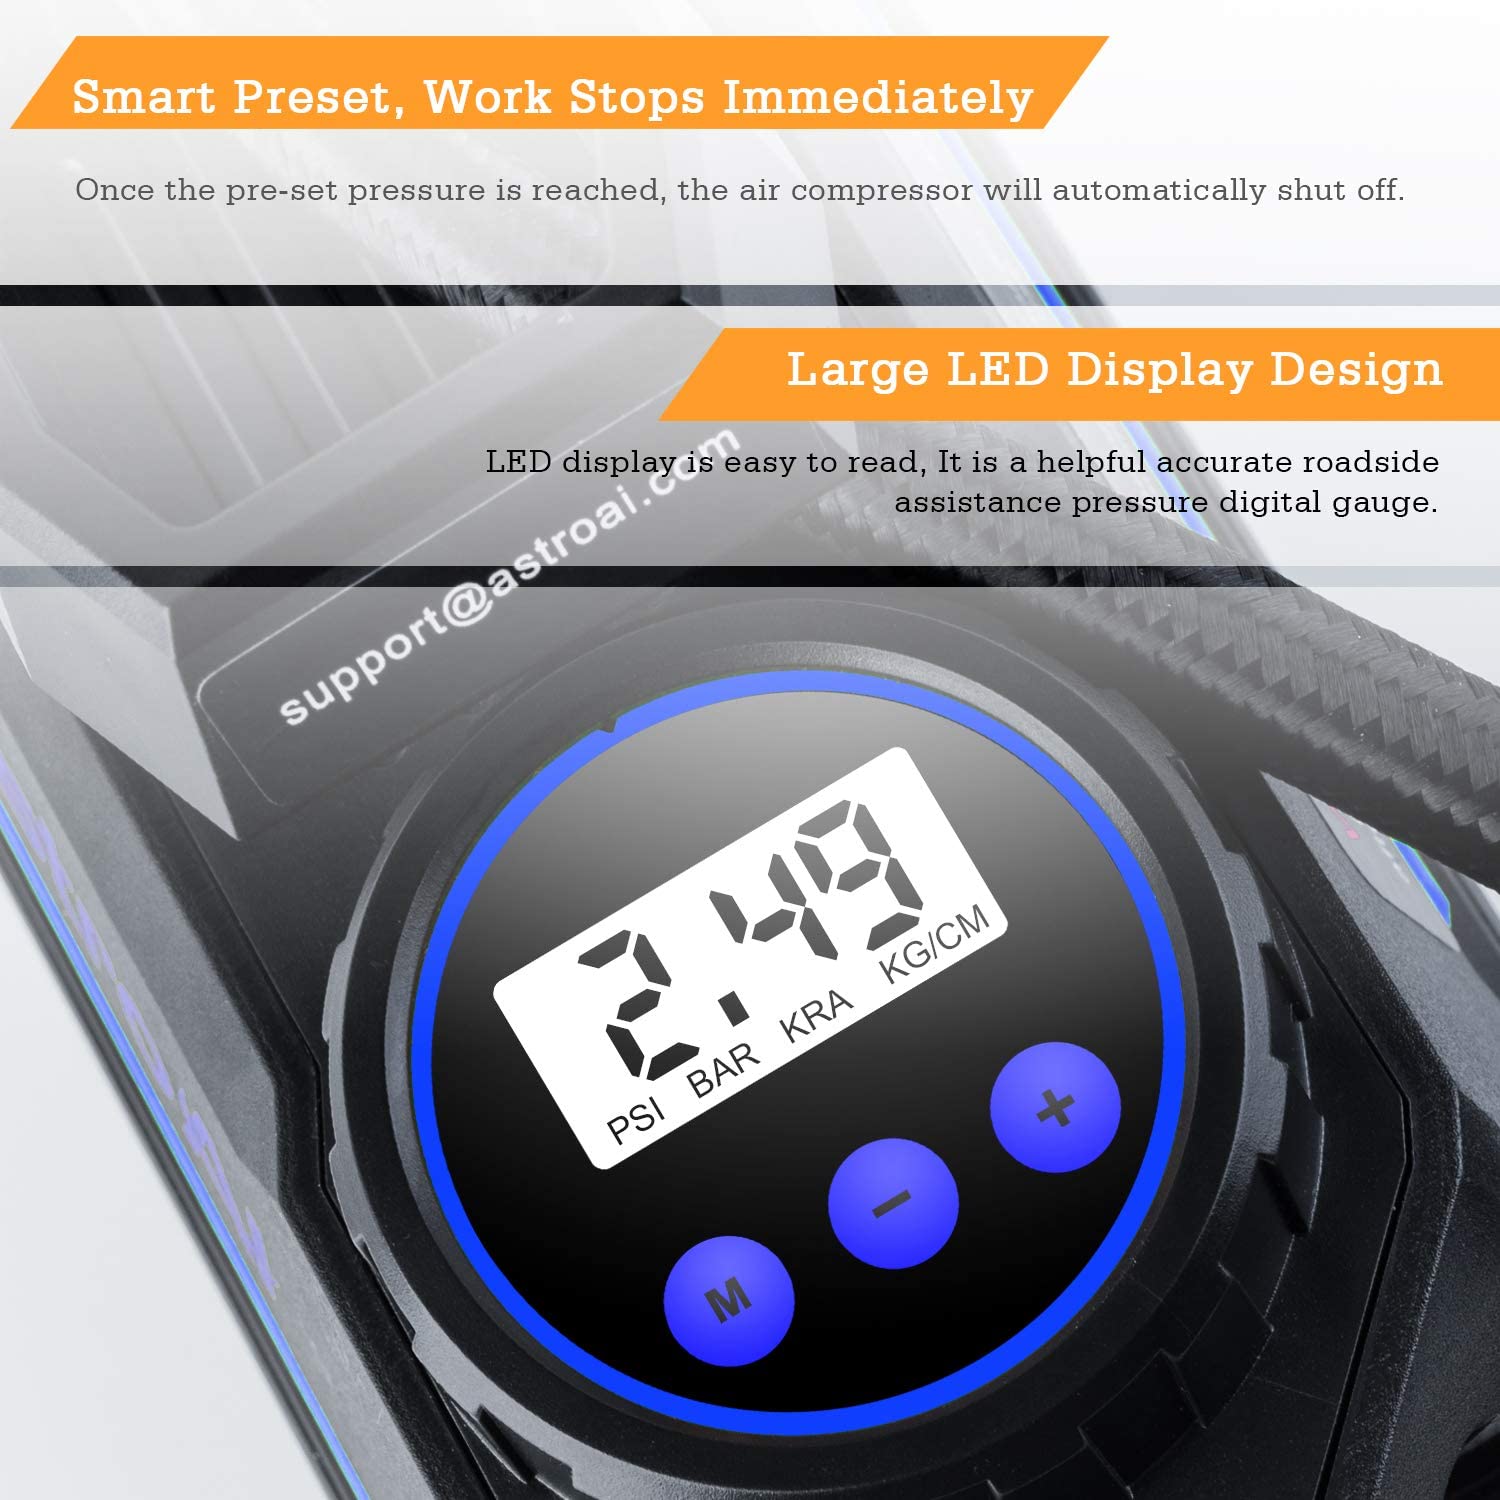 Smart Preset, Work Stops Immediately
Once the pre-set pressure is reached, the air compressor will automatically shut off.
Large LED Display Design
LED display is easy to read, It is a helpful accurate roadside
assistance pressure digital gauge.
support@astroai.com
2.49
PSI BAR KRA KG/CM
M - +